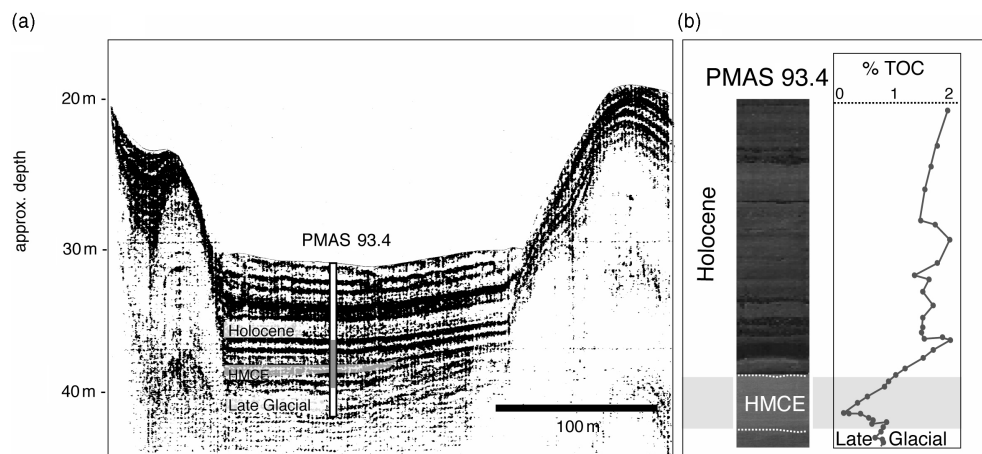 (a)
(b)
approx. depth
20 m
30 m
40 m
PMAS 93.4
Holocene
HMCE
Late Glacial
100 m
PMAS 93.4
% TOC
0 1 2
Holocene
HMCE
Late Glacial